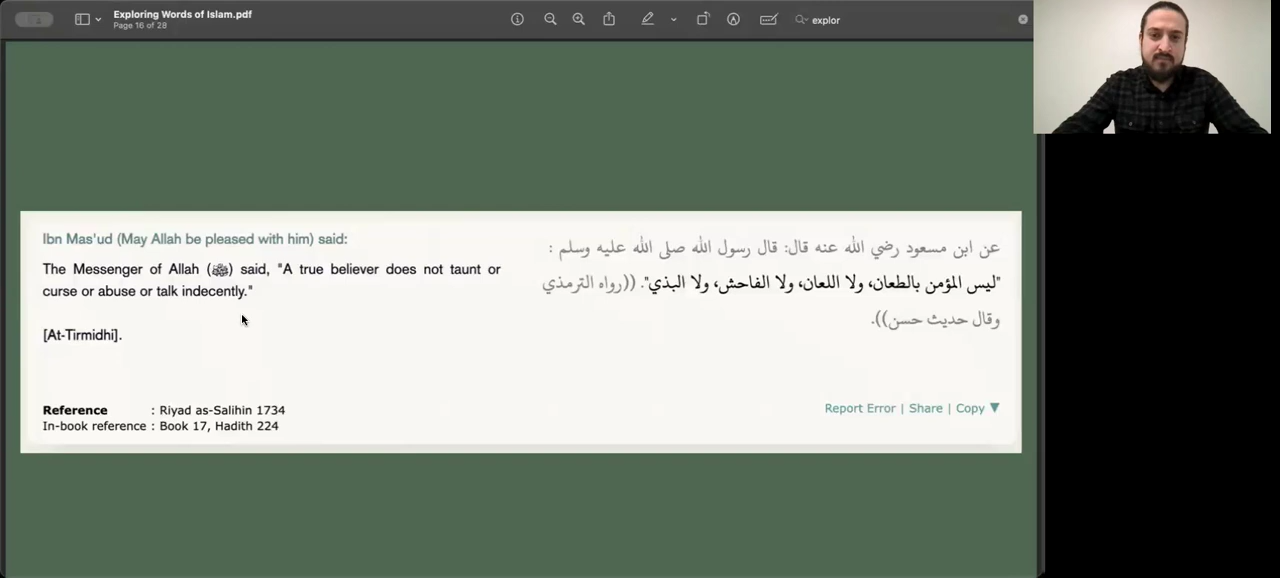 Exploring Words of Islam.pdf
Page 16 of 28
explor
Ibn Mas'ud (May Allah be pleased with him) said:
The Messenger of Allah (ﷺ) said, "A true believer does not taunt or
curse or abuse or talk indecently."
[At-Tirmidhi].
عن ابن مسعود رضي الله عنه قال: قال رسول الله صلى الله عليه وسلم :
"ليس المؤمن بالطعان، ولا اللعان، ولا الفاحش، ولا البذي". ((رواه الترمذي
وقال حديث حسن)).
Reference : Riyad as-Salihin 1734
In-book reference : Book 17, Hadith 224
Report Error | Share | Copy ▼